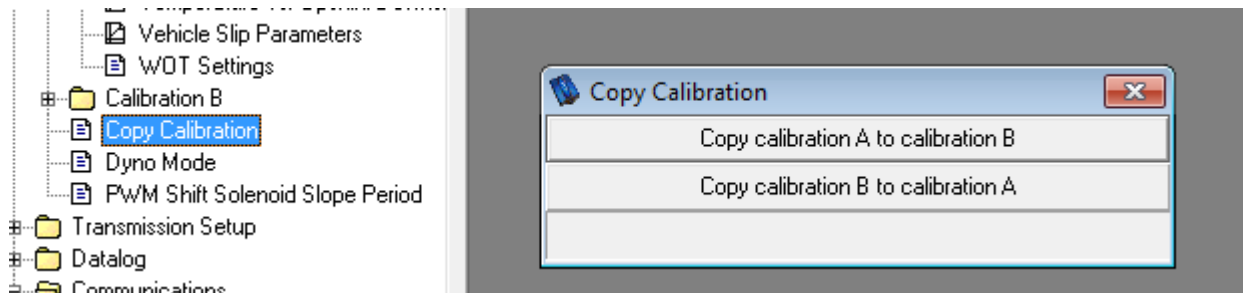 Vehicle Slip Parameters
WOT Settings
Calibration B
Copy Calibration
Dyno Mode
PWM Shift Solenoid Slope Period
Transmission Setup
Datalog
Communications
Copy Calibration
Copy calibration A to calibration B
Copy calibration B to calibration A